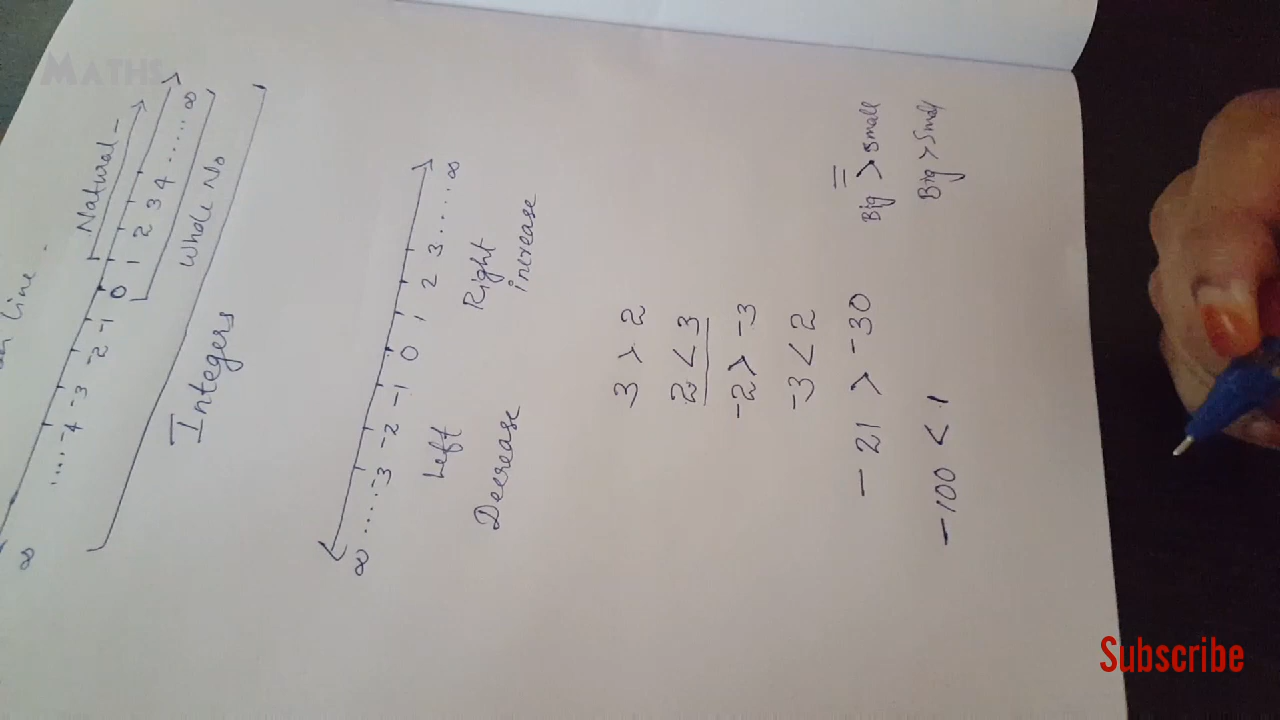 MATHS
Line -
Natural -
∞ ..... -4 -3 -2 -1 0 1 2 3 4 ...... ∞
Whole No
Integers
∞ ..... -3 -2 -1 0 1 2 3 ..... ∞
Left Right
Decrease increase
3 > 2
2 < 3
-2 > -3
-3 < 2
- 21 > -30 Big > Small
-100 < 1 Big > Small
Subscribe